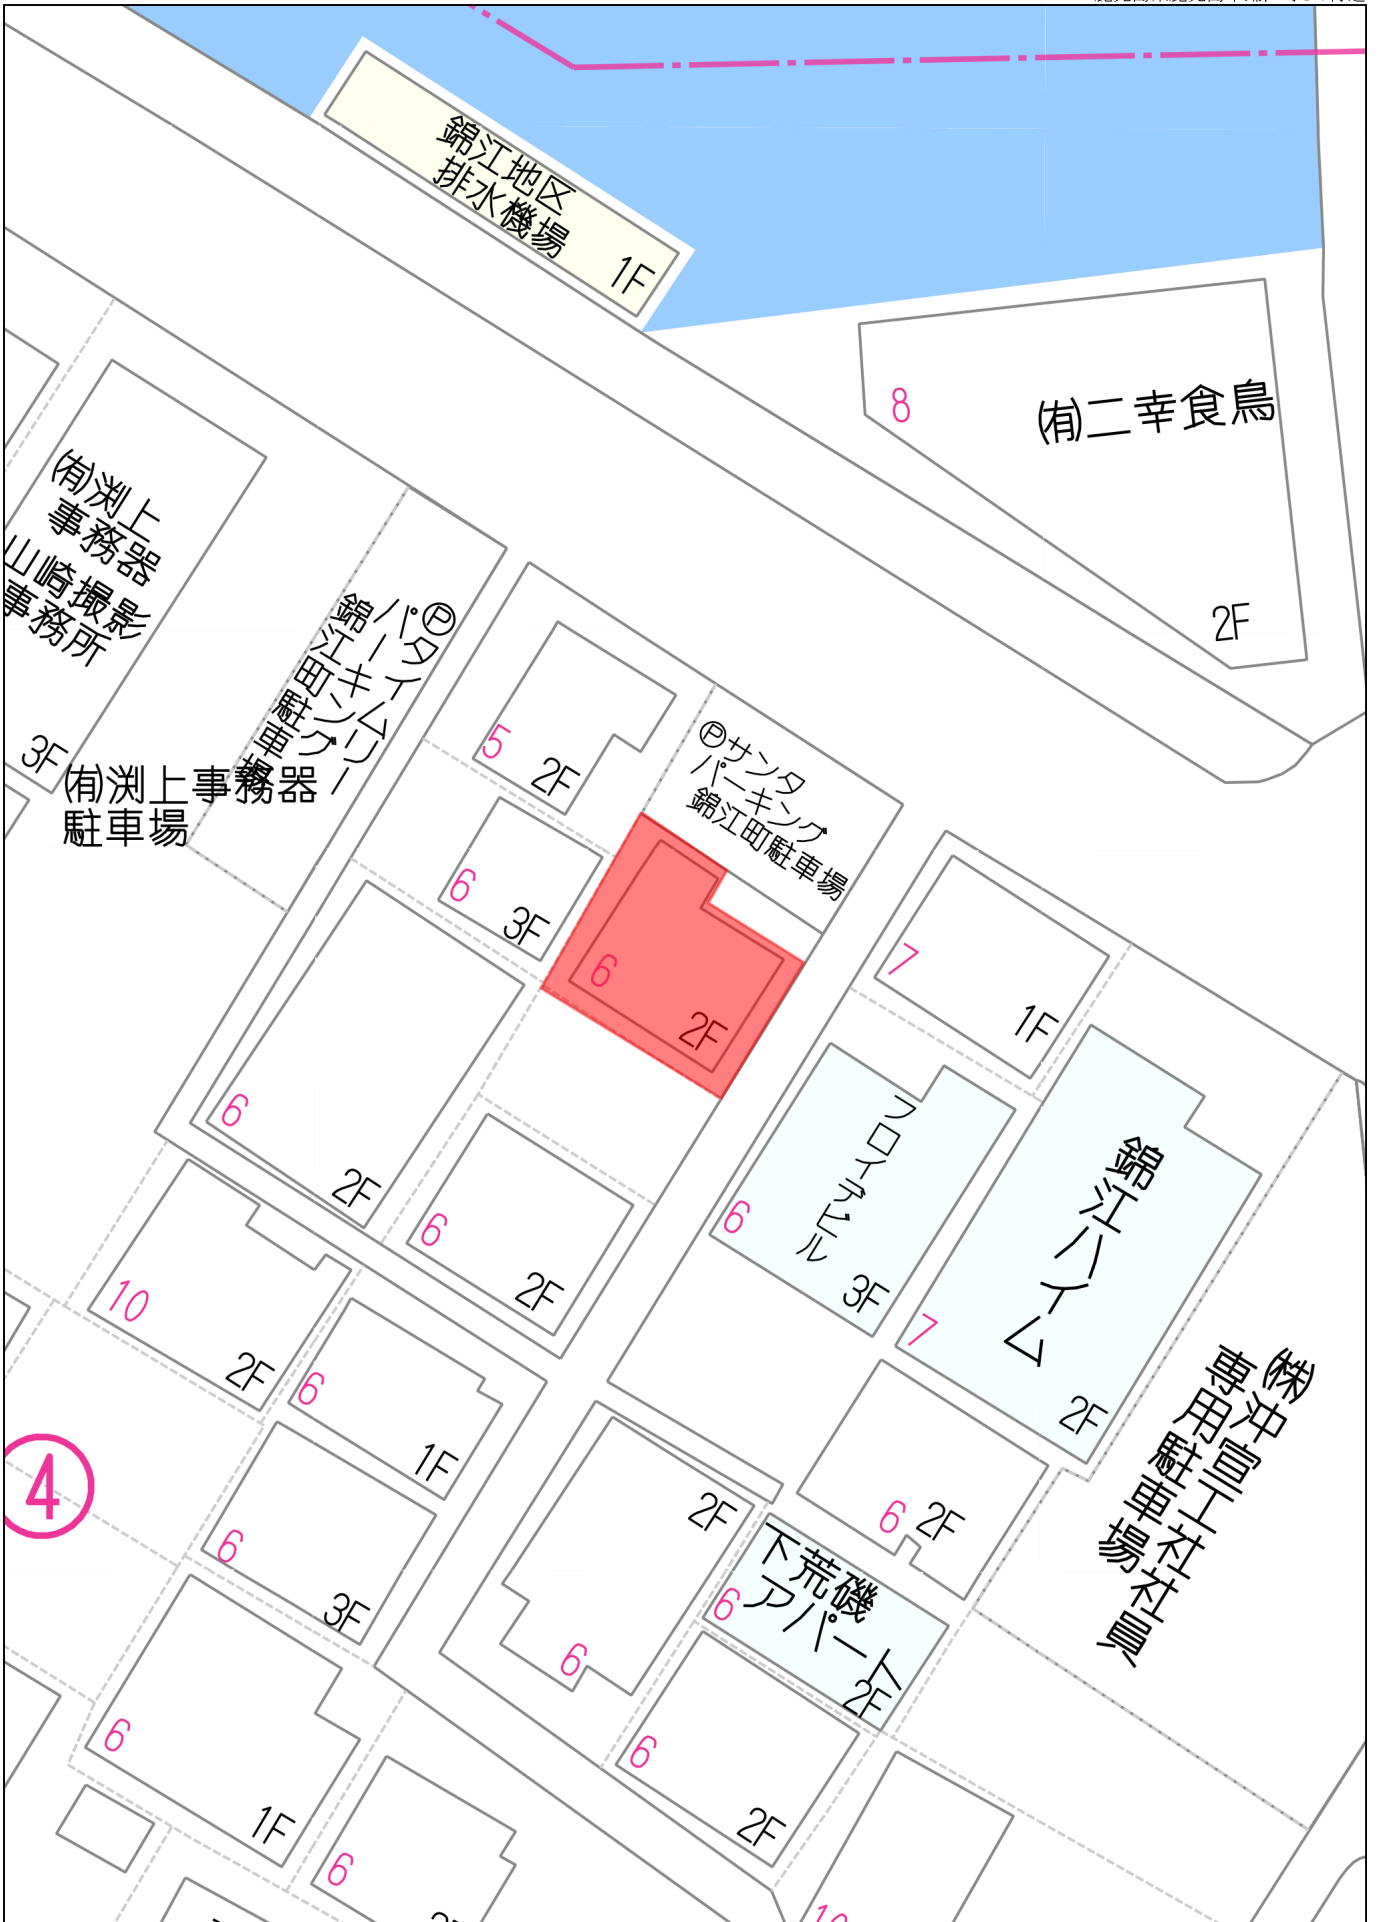 錦江地区
排水機場
1F
8
㈲二幸食鳥
2F
㈲渕上
事務器
山崎撮影
事務所
3F
㈲渕上事務器
駐車場
Ⓟタイムリー
パーキング
錦江町駐車場
5
2F
Ⓟサンタ
パーキング
錦江町駐車場
6
3F
6
2F
7
1F
6
2F
6
2F
フロイデビル
6
3F
錦江ハイム
7
2F
㈱沖宣工社社員
専用駐車場
10
2F
6
1F
④
6
3F
2F
6
6
2F
下荒磯
アパート
6
2F
6
1F
6
2F
6
10